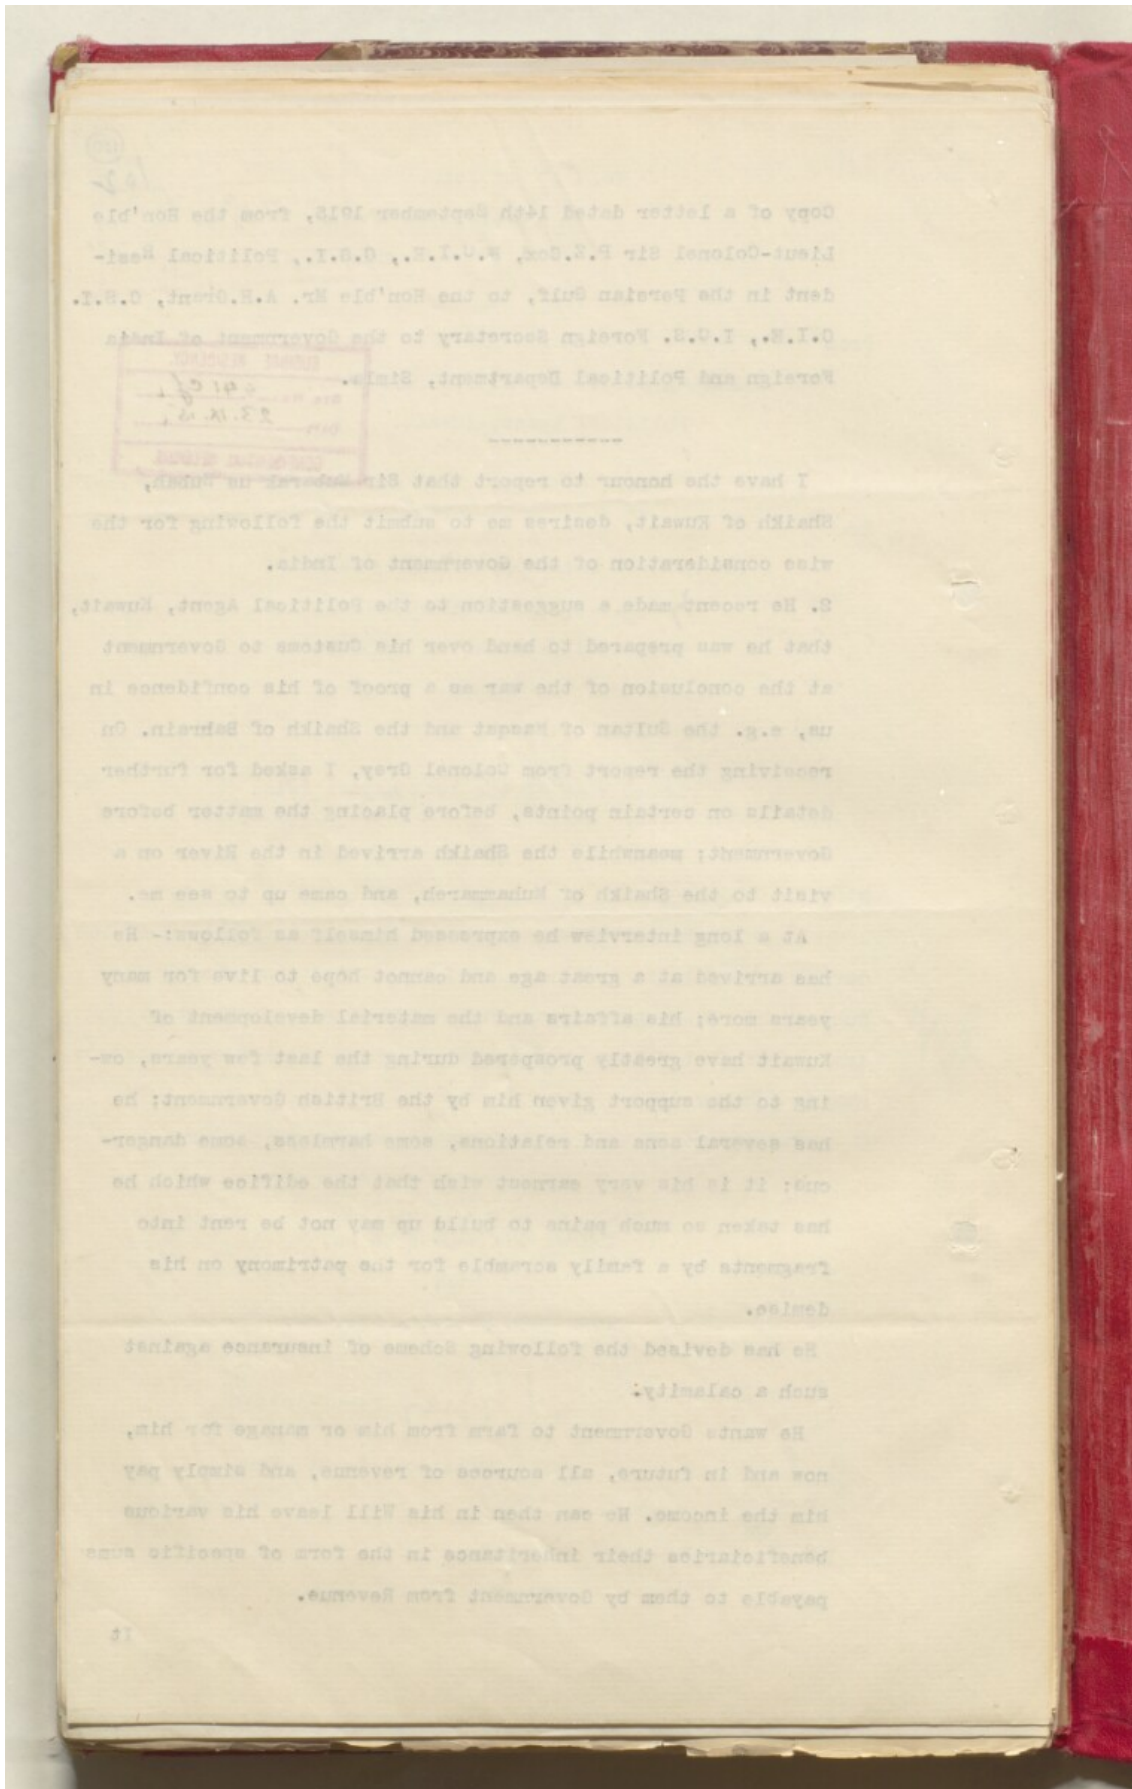 Copy of a letter dated 14th September 1915, from the Hon'ble
Lieut-Colonel Sir P.Z.Cox, K.C.I.E., C.S.I., Political Resi-
dent in the Persian Gulf, to the Hon'ble Mr. A.H.Grant, C.S.I.
C.I.E., I.C.S. Foreign Secretary to the Government of India
Foreign and Political Department, Simla.
-----------
I have the honour to report that Sir Mubarak us Subah,
Shaikh of Kuwait, desires me to submit the following for the
wise consideration of the Government of India.
2. He recent made a suggestion to the Political Agent, Kuwait,
that he was prepared to hand over his Customs to Government
at the conclusion of the war as a proof of his confidence in
us, e.g. the Sultan of Masqat and the Shaikh of Bahrain. On
receiving the report from Colonel Grey, I asked for further
details on certain points, before placing the matter before
Government; meanwhile the Shaikh arrived in the River on a
visit to the Shaikh of Muhammareh, and came up to see me.
At a long interview he expressed himself as follows:- He
has arrived at a great age and cannot hope to live for many
years more; his affairs and the material development of
Kuwait have greatly prospered during the last few years, ow-
ing to the support given him by the British Government; he
has several sons and relations, some harmless, some danger-
ous: it is his very earnest wish that the edifice which he
has taken so much pains to build up may not be rent into
fragments by a family scramble for the patrimony on his
demise.
He has devised the following Scheme of insurance against
such a calamity.
He wants Government to farm from him or manage for him,
now and in future, all sources of revenue, and simply pay
him the income. He can then in his Will leave his various
beneficiaries their inheritance in the form of specific sums
payable to them by Government from Revenue.
It